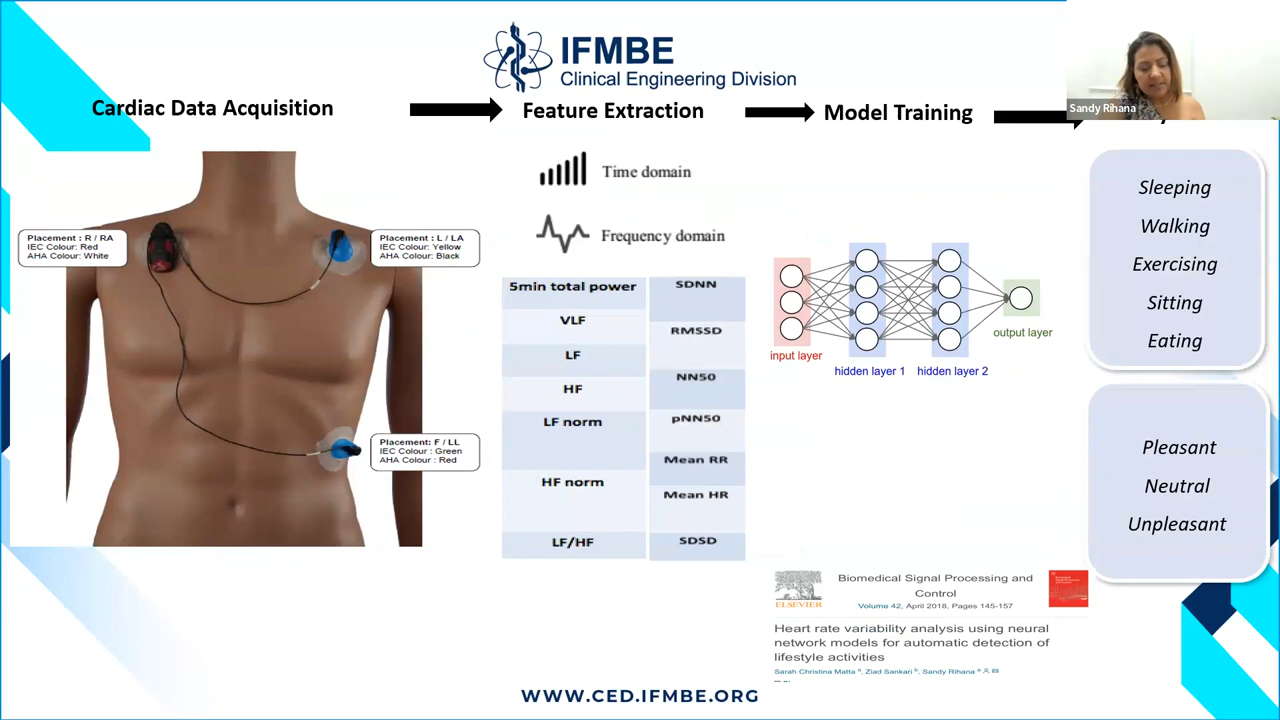 IFMBE
Clinical Engineering Division
Sandy Rihana
Cardiac Data Acquisition
Feature Extraction
Model Training
Placement : R / RA
IEC Colour: Red
AHA Colour: White
Placement : L / LA
IEC Colour: Yellow
AHA Colour: Black
Placement: F / LL
IEC Colour : Green
AHA Colour : Red
Time domain
Frequency domain
5min total power
VLF
LF
HF
LF norm
HF norm
LF/HF
SDNN
RMSSD
NN50
pNN50
Mean RR
Mean HR
SDSD
input layer
hidden layer 1
hidden layer 2
output layer
Sleeping
Walking
Exercising
Sitting
Eating
Pleasant
Neutral
Unpleasant
ELSEVIER
Biomedical Signal Processing and
Control
Volume 42, April 2018, Pages 145-157
Heart rate variability analysis using neural
network models for automatic detection of
lifestyle activities
Sarah Christina Matta a, Ziad Sankari b, Sandy Rihana a
WWW.CED.IFMBE.ORG